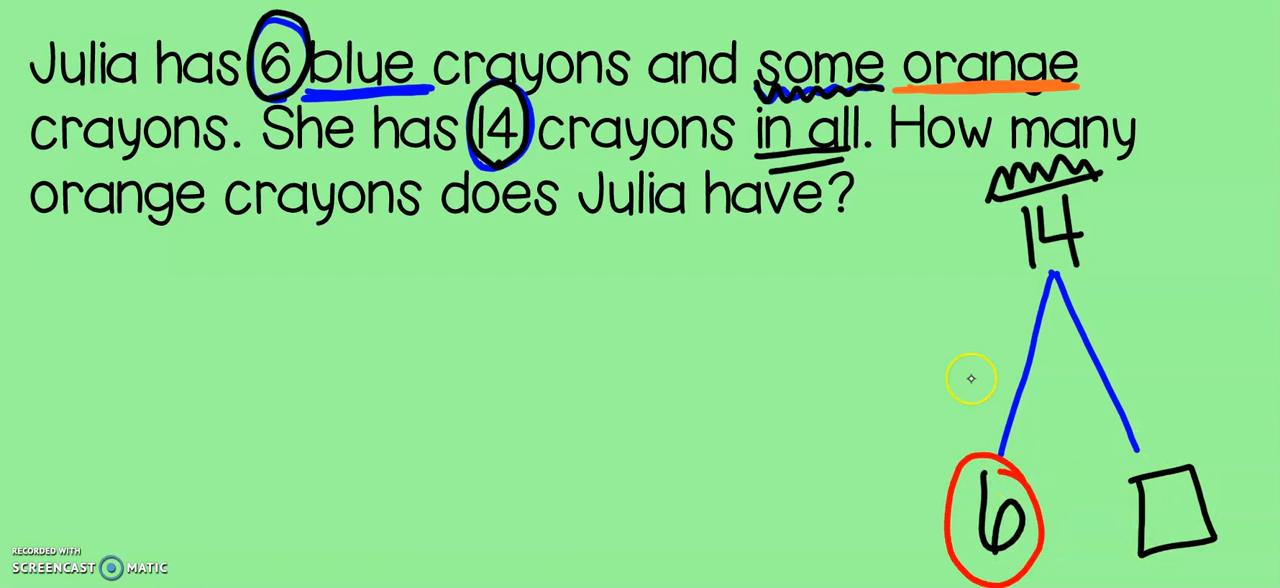 Julia has 6 blue crayons and some orange
crayons. She has 14 crayons in all. How many
orange crayons does Julia have?
14
6
RECORDED WITH
SCREENCAST MATIC